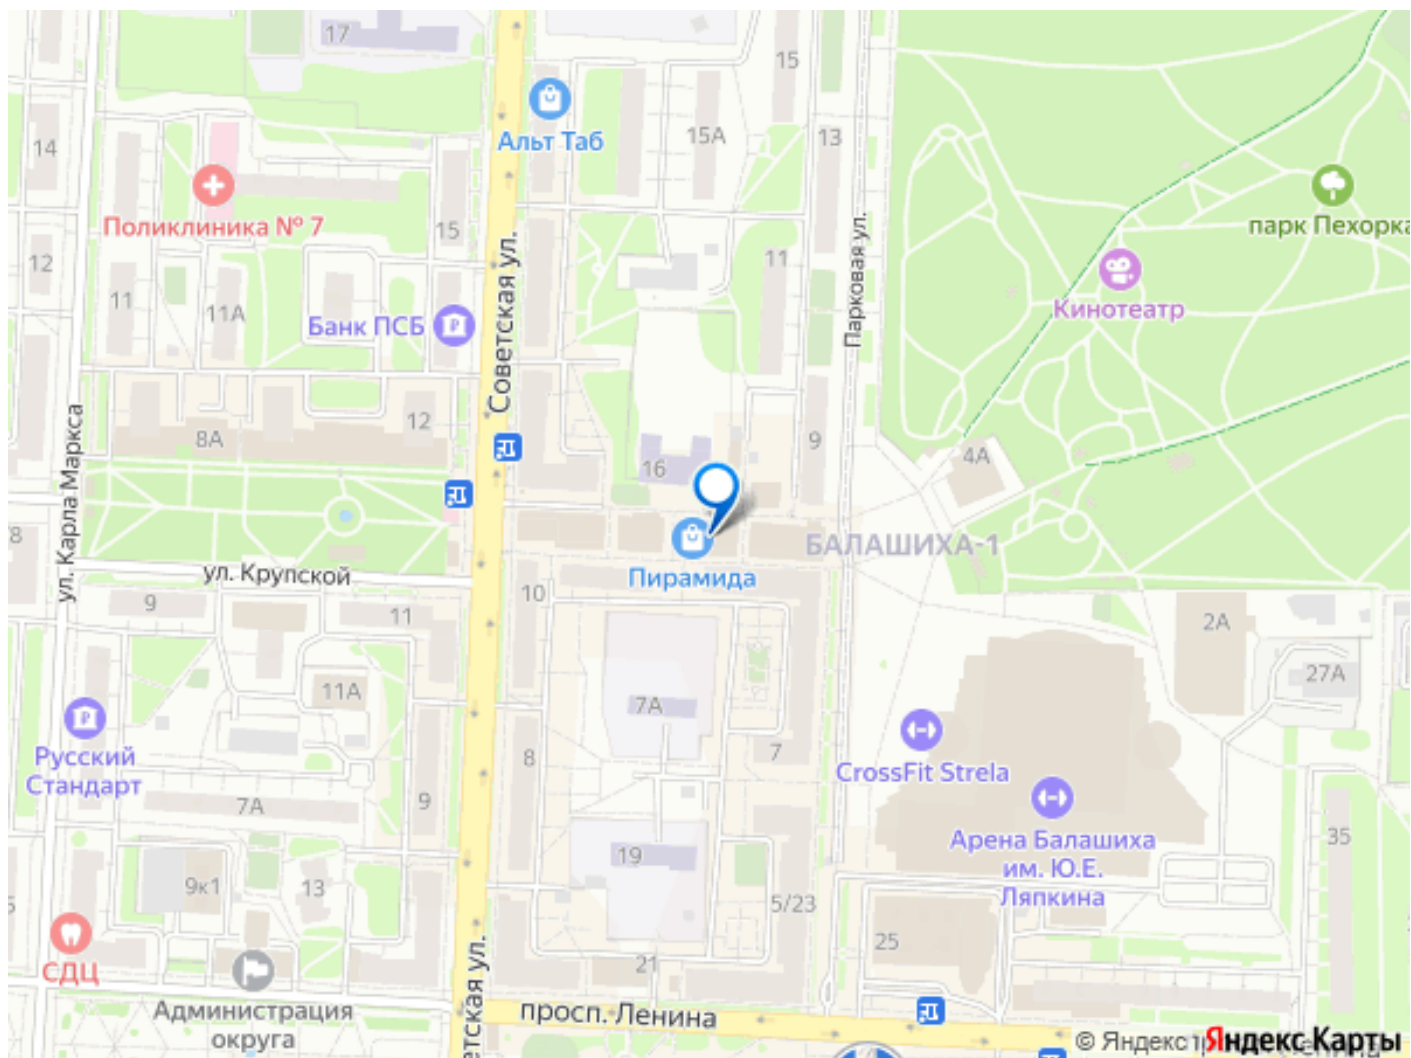 17
15
Альт Таб
15А
13
14
Поликлиника № 7
15
парк Пехорка
Советская ул.
Парковая ул.
12
11
11А
11
Банк ПСБ
Кинотеатр
ул. Карла Маркса
8А
12
9
16
4А
8
БАЛАШИХА-1
ул. Крупской
Пирамида
9
11
10
2А
11А
7А
27А
Русский
Стандарт
8
7
CrossFit Strela
7А
9
Арена Балашиха
им. Ю.Е.
Ляпкина
35
19
9к1
13
5/23
25
СДЦ
21
Администрация
округа
просп. Ленина
© Яндекс
Яндекс Карты